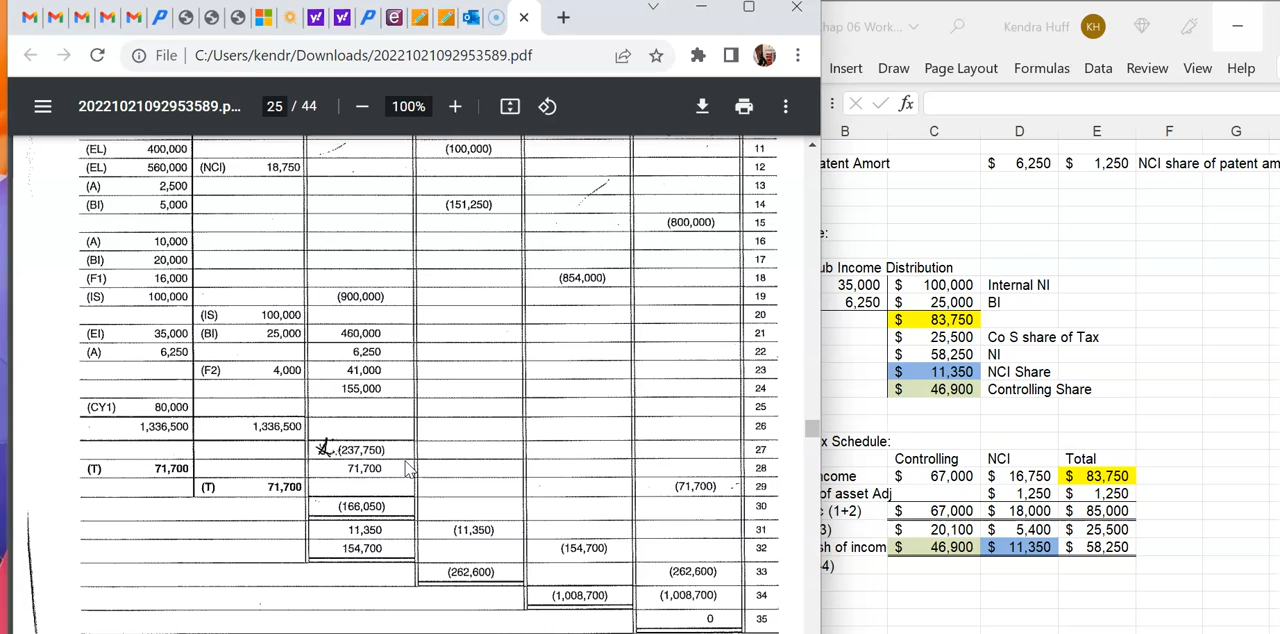 File | C:/Users/kendr/Downloads/20221021092953589.pdf
20221021092953589.p... 25 / 44 — 100% +
(EL) 400,000 (100,000) 11
(EL) 560,000 (NCI) 18,750 12
(A) 2,500 13
(BI) 5,000 (151,250) 14
(800,000) 15
(A) 10,000 16
(BI) 20,000 17
(F1) 16,000 (854,000) 18
(IS) 100,000 (900,000) 19
(IS) 100,000 20
(EI) 35,000 (BI) 25,000 460,000 21
(A) 6,250 6,250 22
(F2) 4,000 41,000 23
155,000 24
(CY1) 80,000 25
1,336,500 1,336,500 26
(237,750) 27
(T) 71,700 71,700 28
(T) 71,700 (71,700) 29
(166,050) 30
11,350 (11,350) 31
154,700 (154,700) 32
(262,600) (262,600) 33
(1,008,700) (1,008,700) 34
0 35
hap 06 Work... Kendra Huff KH
Insert Draw Page Layout Formulas Data Review View Help
fx
B C D E F G
atent Amort $ 6,250 $ 1,250 NCI share of patent am
e:
ub Income Distribution
35,000 $ 100,000 Internal NI
6,250 $ 25,000 BI
$ 83,750
$ 25,500 Co S share of Tax
$ 58,250 NI
$ 11,350 NCI Share
$ 46,900 Controlling Share
x Schedule:
Controlling NCI Total
ncome $ 67,000 $ 16,750 $ 83,750
of asset Adj $ 1,250 $ 1,250
c (1+2) $ 67,000 $ 18,000 $ 85,000
3) $ 20,100 $ 5,400 $ 25,500
sh of incom $ 46,900 $ 11,350 $ 58,250
-4)